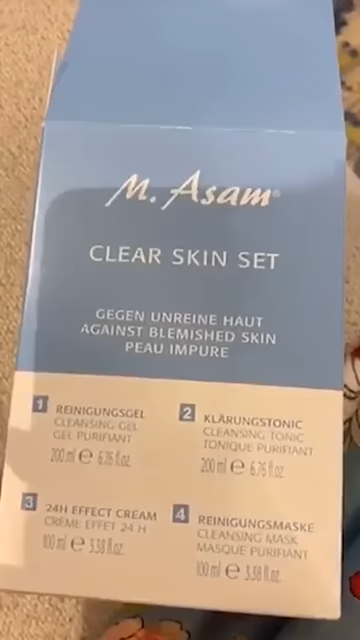 M. Asam®
CLEAR SKIN SET
GEGEN UNREINE HAUT
AGAINST BLEMISHED SKIN
PEAU IMPURE
1 REINIGUNGSGEL
CLEANSING GEL
GEL PURIFIANT
200 ml e 6.76 fl.oz.
2 KLÄRUNGSTONIC
CLEANSING TONIC
TONIQUE PURIFIANT
200 ml e 6.76 fl.oz.
3 24H EFFECT CREAM
CRÈME EFFET 24 H
100 ml e 3.38 fl.oz.
4 REINIGUNGSMASKE
CLEANSING MASK
MASQUE PURIFIANT
100 ml e 3.38 fl.oz.